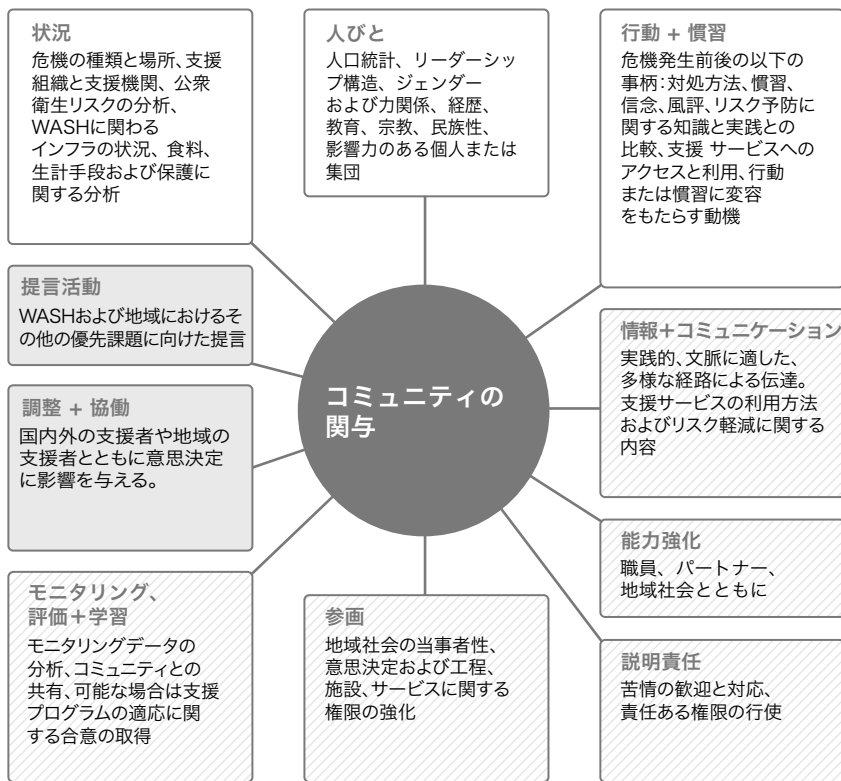 状況
危機の種類と場所、支援
組織と支援機関、公衆
衛生リスクの分析、
WASHに関わる
インフラの状況、食料、
生計手段および保護に
関する分析
人びと
人口統計、リーダーシッ
プ構造、ジェンダー
および力関係、経歴、
教育、宗教、民族性、
影響力のある個人または
集団
行動 + 慣習
危機発生前後の以下の
事柄：対処方法、慣習、
信念、風評、リスク予防に
関する知識と実践との
比較、支援 サービスへの
アクセスと利用、行動
または慣習に変容
をもたらす動機
提言活動
WASHおよび地域におけるそ
の他の優先課題に向けた提言
調整 + 協働
国内外の支援者や地域の
支援者とともに意思決定
に影響を与える。
コミュニティの
関与
情報+コミュニケーション
実践的、文脈に適した、
多様な経路による伝達。
支援サービスの利用方法
およびリスク軽減に関する
内容
能力強化
職員、パートナー、
地域社会とともに
モニタリング、
評価+学習
モニタリングデータの
分析、コミュニティとの
共有、可能な場合は支援
プログラムの適応に関
する合意の取得
参画
地域社会の当事者性、
意思決定および工程、
施設、サービスに関する
権限の強化
説明責任
苦情の歓迎と対応、
責任ある権限の行使